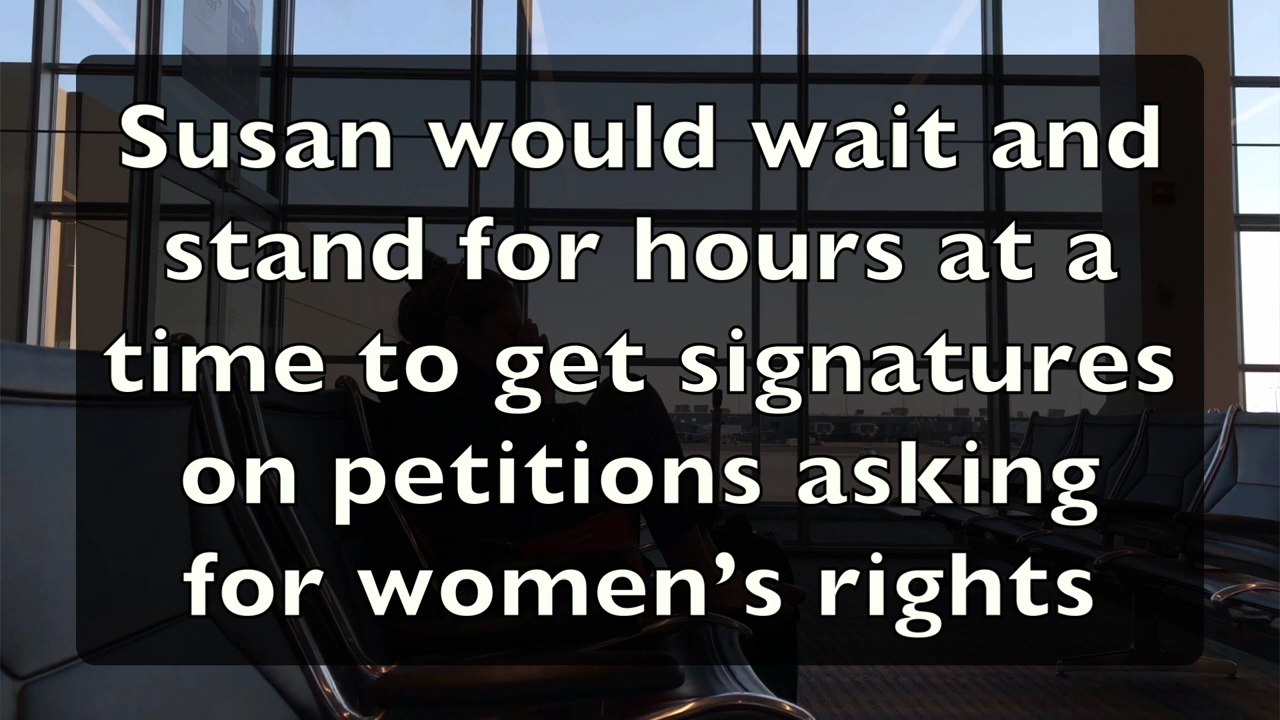 Susan would wait and
stand for hours at a
time to get signatures
on petitions asking
for women’s rights